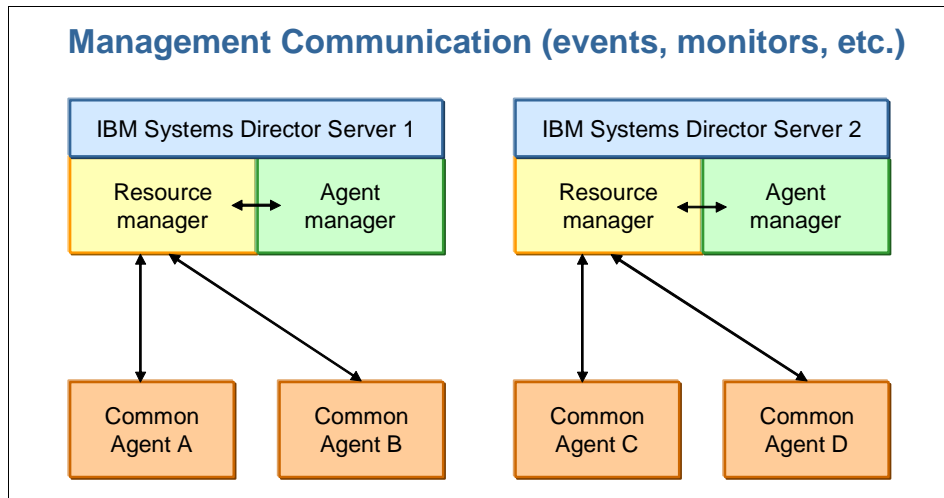 Management Communication (events, monitors, etc.)
IBM Systems Director Server 1
Resource
manager
Agent
manager
Common
Agent A
Common
Agent B
IBM Systems Director Server 2
Resource
manager
Agent
manager
Common
Agent C
Common
Agent D